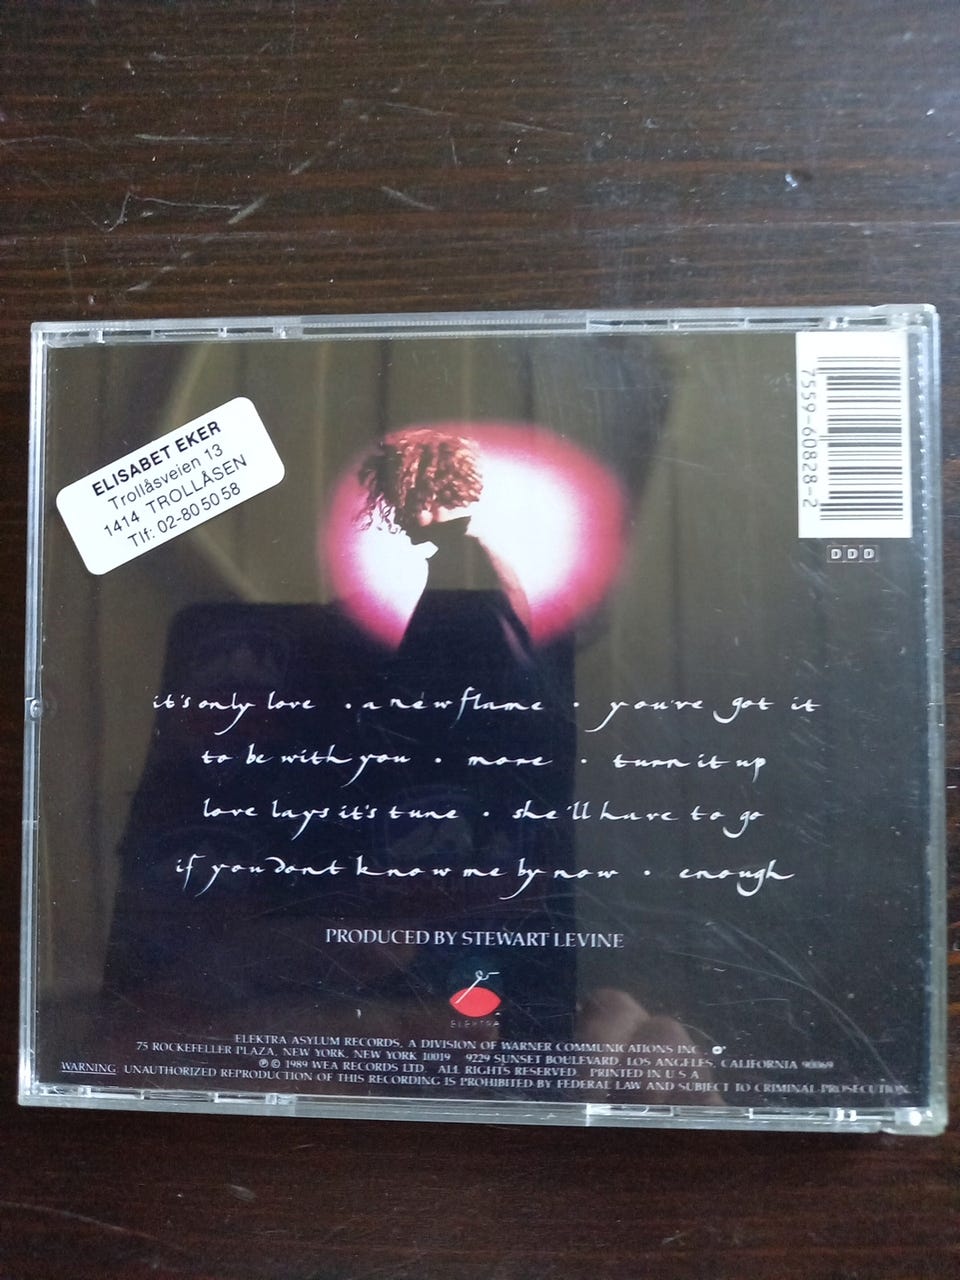 ELISABET EKER
Trollåsveien 13
1414 TROLLÅSEN
Tlf: 02-80 50 58
7559-60828-2
DDD
it's only love · a new flame · you've got it
to be with you · more · turn it up
love lays it's tune · she'll have to go
if you dont know me by now · enough
PRODUCED BY STEWART LEVINE
ELEKTRA
ELEKTRA ASYLUM RECORDS, A DIVISION OF WARNER COMMUNICATIONS INC.
75 ROCKEFELLER PLAZA, NEW YORK, NEW YORK 10019 9229 SUNSET BOULEVARD, LOS ANGELES, CALIFORNIA 90069
℗ © 1989 WEA RECORDS LTD. ALL RIGHTS RESERVED. PRINTED IN U S A
WARNING UNAUTHORIZED REPRODUCTION OF THIS RECORDING IS PROHIBITED BY FEDERAL LAW AND SUBJECT TO CRIMINAL PROSECUTION.